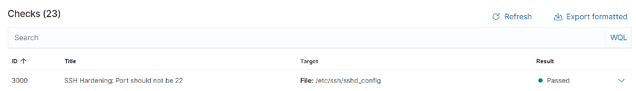 Checks (23)
Refresh
Export formatted
Search
WQL
ID Title Target Result
3000 SSH Hardening: Port should not be 22 File: /etc/ssh/sshd_config Passed